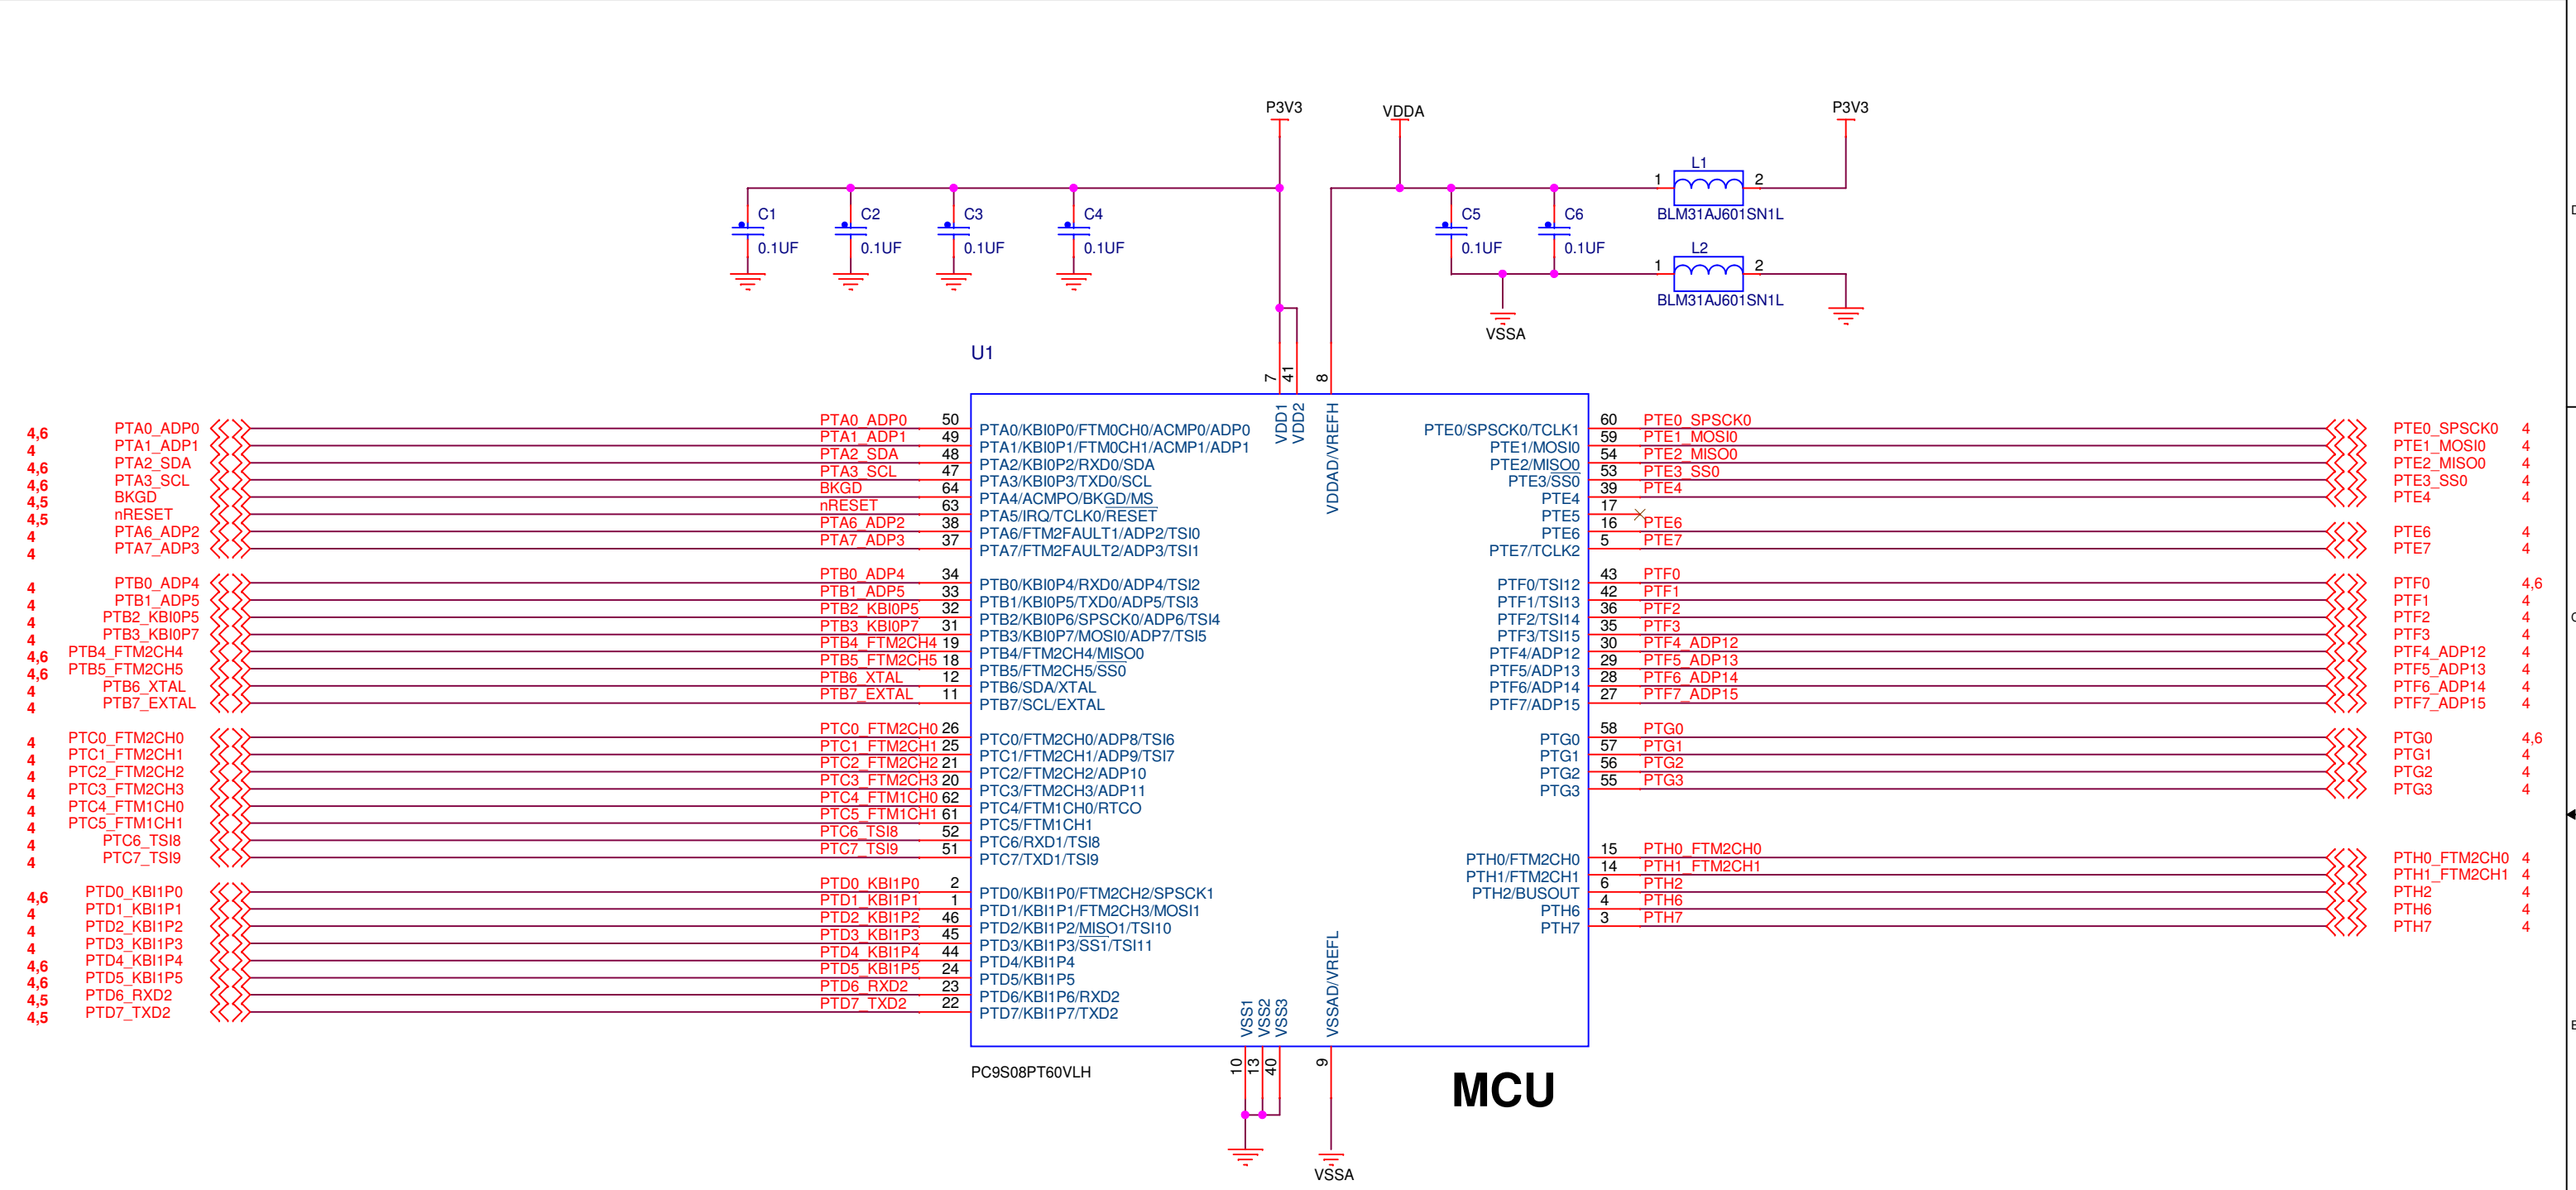 P3V3
VDDA
P3V3
L1
1
2
BLM31AJ601SN1L
C1
0.1UF
C2
0.1UF
C3
0.1UF
C4
0.1UF
C5
0.1UF
C6
0.1UF
L2
1
2
BLM31AJ601SN1L
VSSA
U1
7
41
8
VDD1
VDD2
VDDAD/VREFH
4,6 PTA0_ADP0 PTA0_ADP0 50 PTA0/KBI0P0/FTM0CH0/ACMP0/ADP0
4 PTA1_ADP1 PTA1_ADP1 49 PTA1/KBI0P1/FTM0CH1/ACMP1/ADP1
4,6 PTA2_SDA PTA2_SDA 48 PTA2/KBI0P2/RXD0/SDA
4,6 PTA3_SCL PTA3_SCL 47 PTA3/KBI0P3/TXD0/SCL
4,5 BKGD BKGD 64 PTA4/ACMPO/BKGD/MS
4,5 nRESET nRESET 63 PTA5/IRQ/TCLK0/RESET
4 PTA6_ADP2 PTA6_ADP2 38 PTA6/FTM2FAULT1/ADP2/TSI0
4 PTA7_ADP3 PTA7_ADP3 37 PTA7/FTM2FAULT2/ADP3/TSI1
4 PTB0_ADP4 PTB0_ADP4 34 PTB0/KBI0P4/RXD0/ADP4/TSI2
4 PTB1_ADP5 PTB1_ADP5 33 PTB1/KBI0P5/TXD0/ADP5/TSI3
4 PTB2_KBI0P5 PTB2_KBI0P5 32 PTB2/KBI0P6/SPSCK0/ADP6/TSI4
4 PTB3_KBI0P7 PTB3_KBI0P7 31 PTB3/KBI0P7/MOSI0/ADP7/TSI5
4,6 PTB4_FTM2CH4 PTB4_FTM2CH4 19 PTB4/FTM2CH4/MISO0
4,6 PTB5_FTM2CH5 PTB5_FTM2CH5 18 PTB5/FTM2CH5/SS0
4 PTB6_XTAL PTB6_XTAL 12 PTB6/SDA/XTAL
4 PTB7_EXTAL PTB7_EXTAL 11 PTB7/SCL/EXTAL
4 PTC0_FTM2CH0 PTC0_FTM2CH0 26 PTC0/FTM2CH0/ADP8/TSI6
4 PTC1_FTM2CH1 PTC1_FTM2CH1 25 PTC1/FTM2CH1/ADP9/TSI7
4 PTC2_FTM2CH2 PTC2_FTM2CH2 21 PTC2/FTM2CH2/ADP10
4 PTC3_FTM2CH3 PTC3_FTM2CH3 20 PTC3/FTM2CH3/ADP11
4 PTC4_FTM1CH0 PTC4_FTM1CH0 62 PTC4/FTM1CH0/RTCO
4 PTC5_FTM1CH1 PTC5_FTM1CH1 61 PTC5/FTM1CH1
4 PTC6_TSI8 PTC6_TSI8 52 PTC6/RXD1/TSI8
4 PTC7_TSI9 PTC7_TSI9 51 PTC7/TXD1/TSI9
4,6 PTD0_KBI1P0 PTD0_KBI1P0 2 PTD0/KBI1P0/FTM2CH2/SPSCK1
4 PTD1_KBI1P1 PTD1_KBI1P1 1 PTD1/KBI1P1/FTM2CH3/MOSI1
4 PTD2_KBI1P2 PTD2_KBI1P2 46 PTD2/KBI1P2/MISO1/TSI10
4 PTD3_KBI1P3 PTD3_KBI1P3 45 PTD3/KBI1P3/SS1/TSI11
4,6 PTD4_KBI1P4 PTD4_KBI1P4 44 PTD4/KBI1P4
4,6 PTD5_KBI1P5 PTD5_KBI1P5 24 PTD5/KBI1P5
4,5 PTD6_RXD2 PTD6_RXD2 23 PTD6/KBI1P6/RXD2
4,5 PTD7_TXD2 PTD7_TXD2 22 PTD7/KBI1P7/TXD2
PTE0/SPSCK0/TCLK1 60 PTE0_SPSCK0 PTE0_SPSCK0 4
PTE1/MOSI0 59 PTE1_MOSI0 PTE1_MOSI0 4
PTE2/MISO0 54 PTE2_MISO0 PTE2_MISO0 4
PTE3/SS0 53 PTE3_SS0 PTE3_SS0 4
PTE4 39 PTE4 PTE4 4
PTE5 17
PTE6 16 PTE6 PTE6 4
PTE7/TCLK2 5 PTE7 PTE7 4
PTF0/TSI12 43 PTF0 PTF0 4,6
PTF1/TSI13 42 PTF1 PTF1 4
PTF2/TSI14 36 PTF2 PTF2 4
PTF3/TSI15 35 PTF3 PTF3 4
PTF4/ADP12 30 PTF4_ADP12 PTF4_ADP12 4
PTF5/ADP13 29 PTF5_ADP13 PTF5_ADP13 4
PTF6/ADP14 28 PTF6_ADP14 PTF6_ADP14 4
PTF7/ADP15 27 PTF7_ADP15 PTF7_ADP15 4
PTG0 58 PTG0 PTG0 4,6
PTG1 57 PTG1 PTG1 4
PTG2 56 PTG2 PTG2 4
PTG3 55 PTG3 PTG3 4
PTH0/FTM2CH0 15 PTH0_FTM2CH0 PTH0_FTM2CH0 4
PTH1/FTM2CH1 14 PTH1_FTM2CH1 PTH1_FTM2CH1 4
PTH2/BUSOUT 6 PTH2 PTH2 4
PTH6 4 PTH6 PTH6 4
PTH7 3 PTH7 PTH7 4
VSS1
VSS2
VSS3
VSSAD/VREFL
10
13
40
9
PC9S08PT60VLH
MCU
VSSA